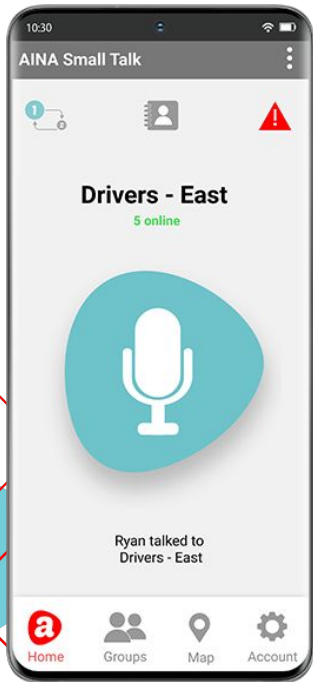 10:30
AINA Small Talk
1
2
Drivers - East
5 online
Ryan talked to
Drivers - East
a
Home
Groups
Map
Account